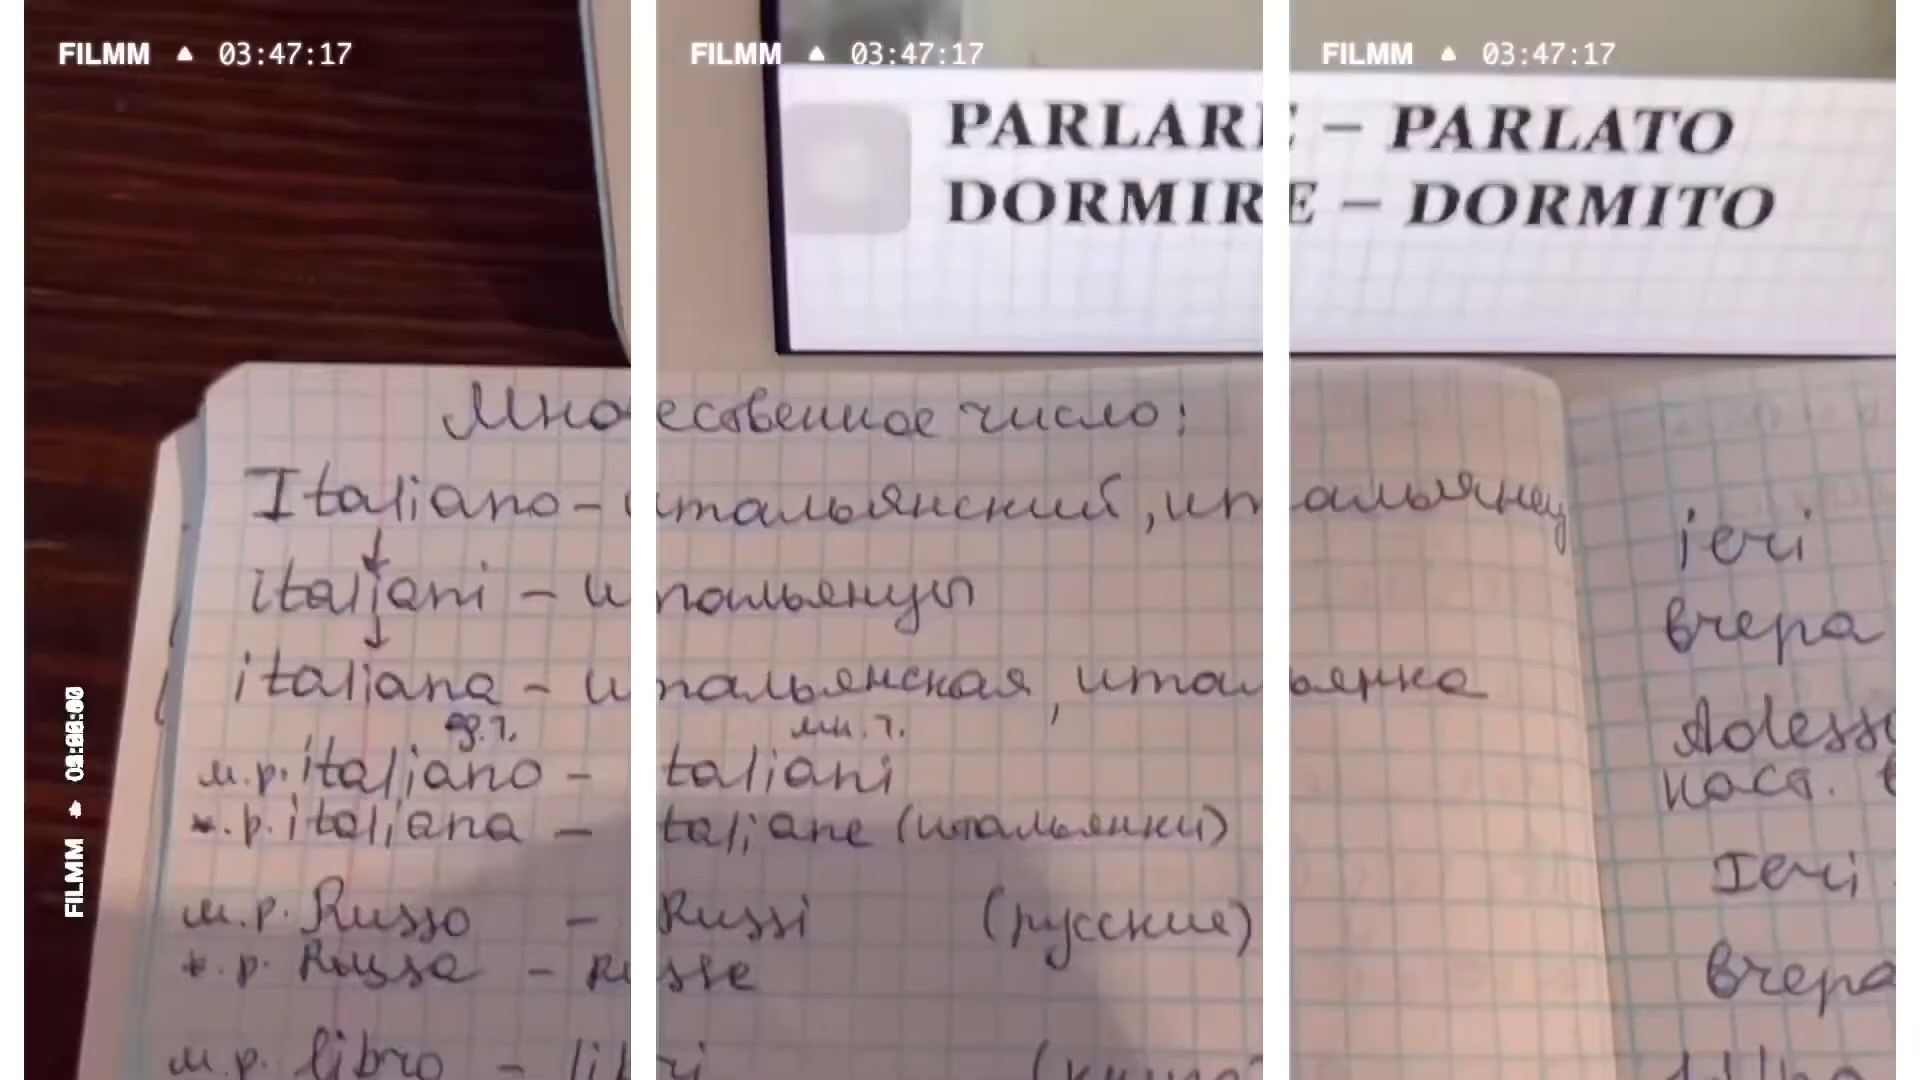 FILMM ▲ 03:47:17
FILMM ▲ 03:47:17
FILMM ▲ 03:47:17
PARLARE – PARLATO
DORMIRE – DORMITO
Множественное число:
Italiano – итальянский, итальянец
italiani – итальянцы
italiana – итальянская, итальянка
ед.ч. мн.ч.
м.р. italiano – italiani
ж.р. italiana – italiane (итальянки)
м.р. Russo – Russi (русские)
ж.р. Russa – Russe
м.р. libro – libri
ieri
вчера
Adesso
наст.
Ieri
вчера
FILMM